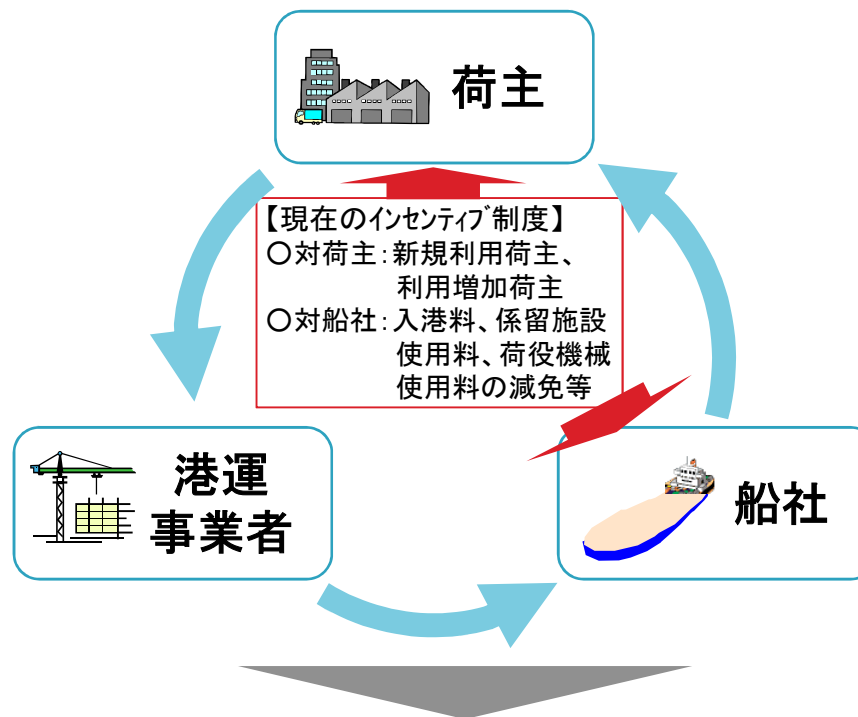 荷主
【現在のインセンティブ制度】
○対荷主：新規利用荷主、
利用増加荷主
○対船社：入港料、係留施設
使用料、荷役機械
使用料の減免等
港運
事業者
船社